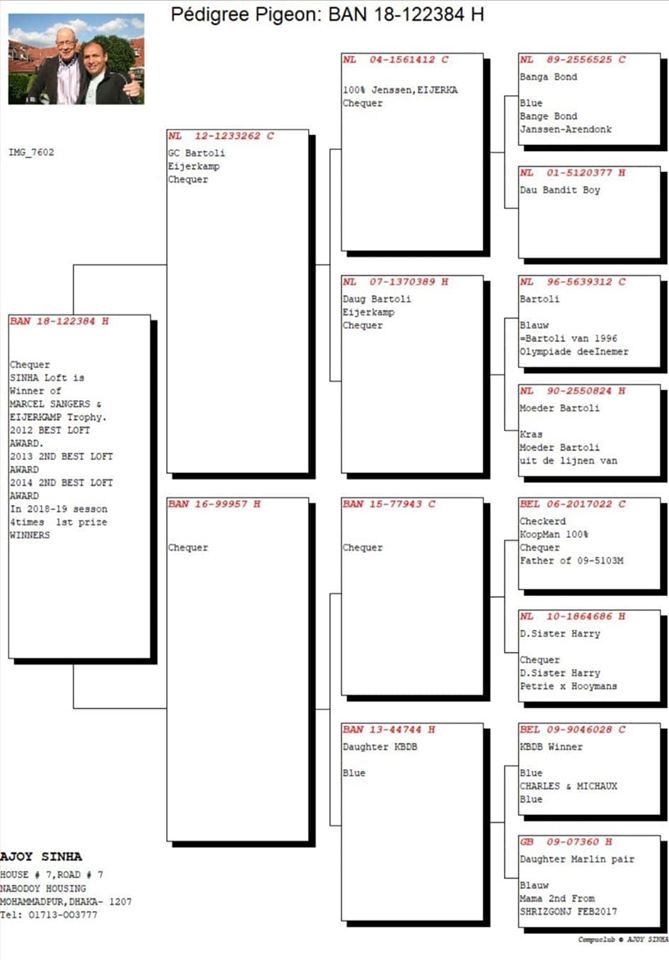 Pédigree Pigeon: BAN 18-122384 H
IMG_7602
BAN 18-122384 H
Chequer
SINHA Loft is
Winner of
MARCEL SANGERS &
EIJERKAMP Trophy.
2012 BEST LOFT
AWARD.
2013 2ND BEST LOFT
AWARD
2014 2ND BEST LOFT
AWARD
In 2018-19 sesson
4times 1st prize
WINNERS
NL 12-1233262 C
GC Bartoli
Eijerkamp
Chequer
BAN 16-99957 H
Chequer
NL 04-1561412 C
100% Jenssen,EIJERKA
Chequer
NL 07-1370389 H
Daug Bartoli
Eijerkamp
Chequer
BAN 15-77943 C
Chequer
BAN 13-44744 H
Daughter KBDB
Blue
NL 89-2556525 C
Banga Bond
Blue
Bange Bond
Janssen-Arendonk
NL 01-5120377 H
Dau Bandit Boy
NL 96-5639312 C
Bartoli
Blauw
=Bartoli van 1996
Olympiade deeInemer
NL 90-2550824 H
Moeder Bartoli
Kras
Moeder Bartoli
uit de lijnen van
BEL 06-2017022 C
Checkerd
KoopMan 100%
Chequer
Father of 09-5103M
NL 10-1864686 H
D.Sister Harry
Chequer
D.Sister Harry
Petrie x Hooymans
BEL 09-9046028 C
KBDB Winner
Blue
CHARLES & MICHAUX
Blue
GB 09-07360 H
Daughter Marlin pair
Blauw
Mama 2nd From
SHRIZGONJ FEB2017
AJOY SINHA
HOUSE # 7,ROAD # 7
NABODOY HOUSING
MOHAMMADPUR,DHAKA- 1207
Tel: 01713-003777
Compuclub © AJOY SINHA